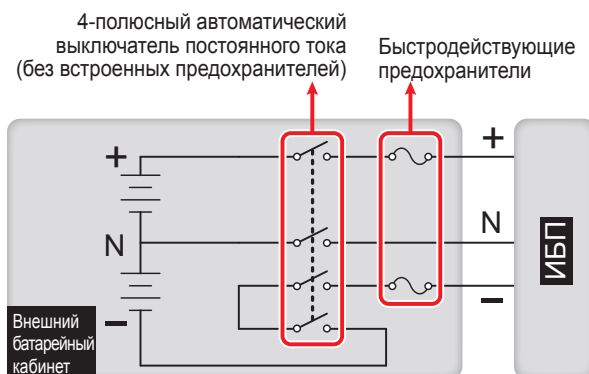 4-полюсный автоматический
выключатель постоянного тока
(без встроенных предохранителей)
Быстродействующие
предохранители
+
+
N
N
−
−
ИБП
Внешний
батарейный
кабинет